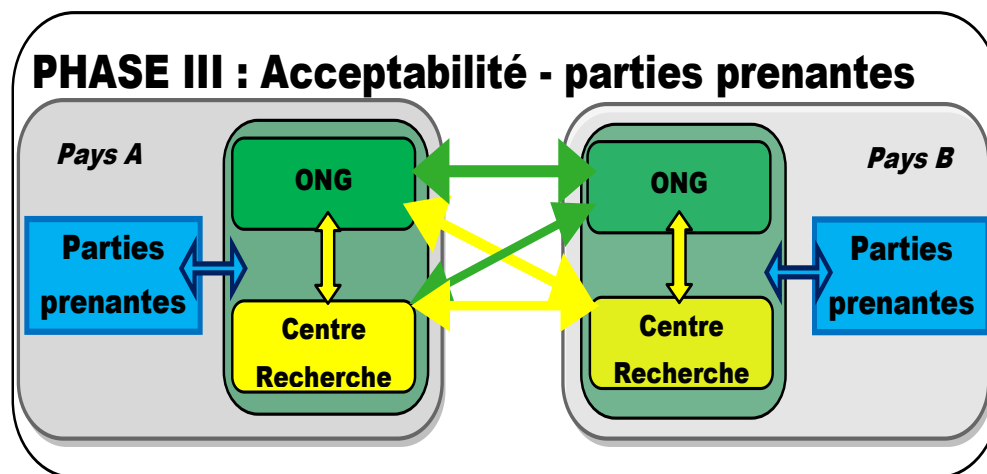 PHASE III : Acceptabilité - parties prenantes
Pays A
ONG
Parties
prenantes
Centre
Recherche
Pays B
ONG
Centre
Recherche
Parties
prenantes